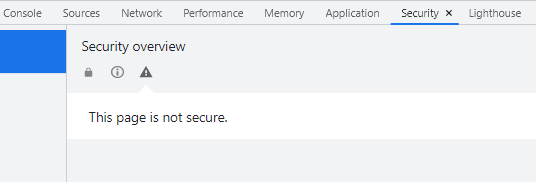 Console Sources Network Performance Memory Application Security × Lighthouse
Security overview
This page is not secure.